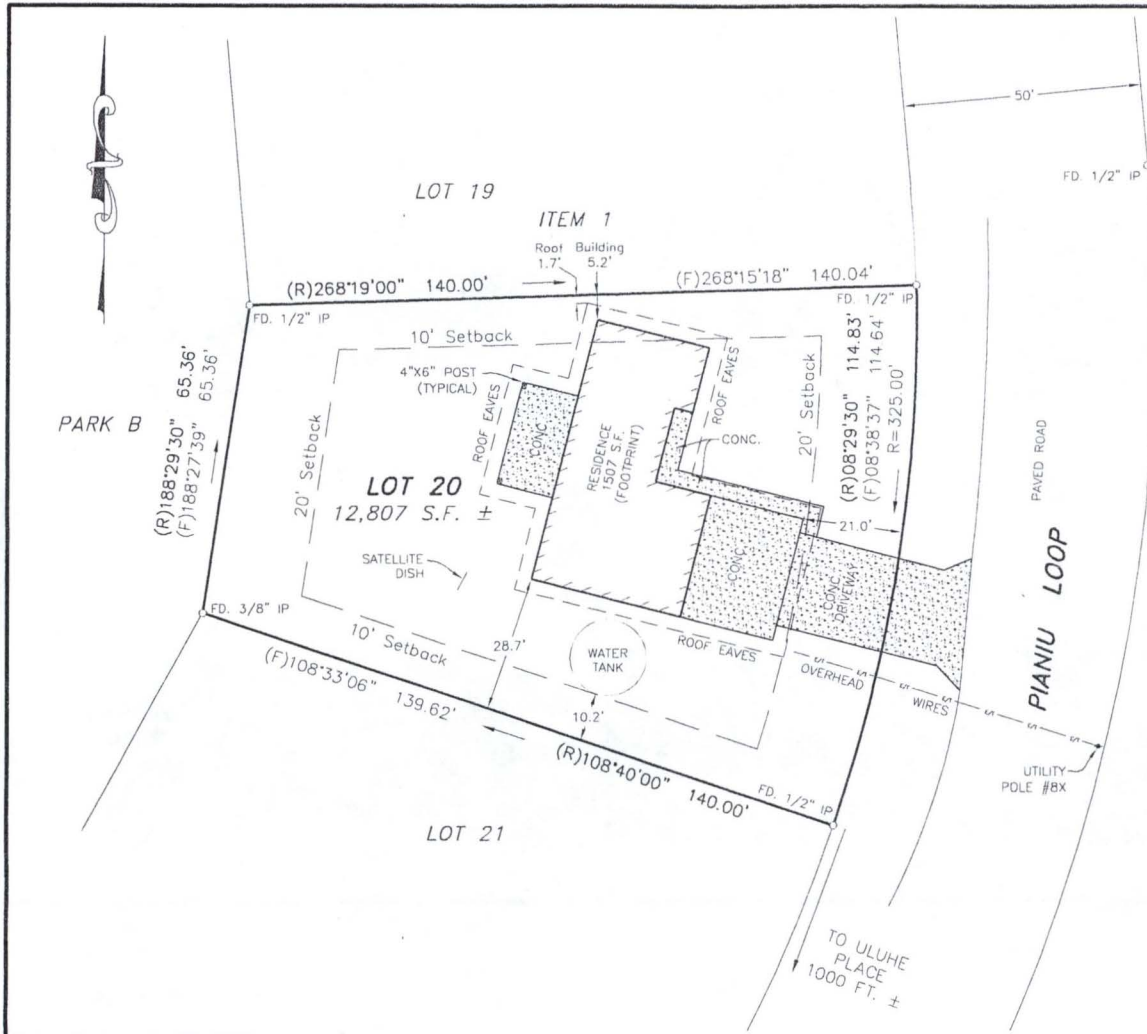 50'
FD. 1/2" IP
LOT 19
ITEM 1
Roof Building
1.7' 5.2'
(R)268°19'00" 140.00'
(F)268°15'18" 140.04'
FD. 1/2" IP
FD. 1/2" IP
10' Setback
4"X6" POST
(TYPICAL)
ROOF EAVES
ROOF EAVES
CONC.
CONC.
20' Setback
20' Setback
RESIDENCE
1507 S.F.
(FOOTPRINT)
(R)08°29'30" 114.83'
(F)08°38'37" 114.64'
R=325.00'
PARK B
(R)188°29'30" 65.36'
(F)188°27'39" 65.36'
LOT 20
12,807 S.F. ±
PAVED ROAD
PIANIU LOOP
21.0'
CONC.
CONC.
DRIVEWAY
SATELLITE
DISH
FD. 3/8" IP
10' Setback
28.7'
WATER
TANK
ROOF EAVES
OVERHEAD
WIRES
(F)108°33'06" 139.62'
10.2'
(R)108°40'00" 140.00'
UTILITY
POLE #8X
FD. 1/2" IP
LOT 21
TO ULUHE
PLACE
1000 FT. ±